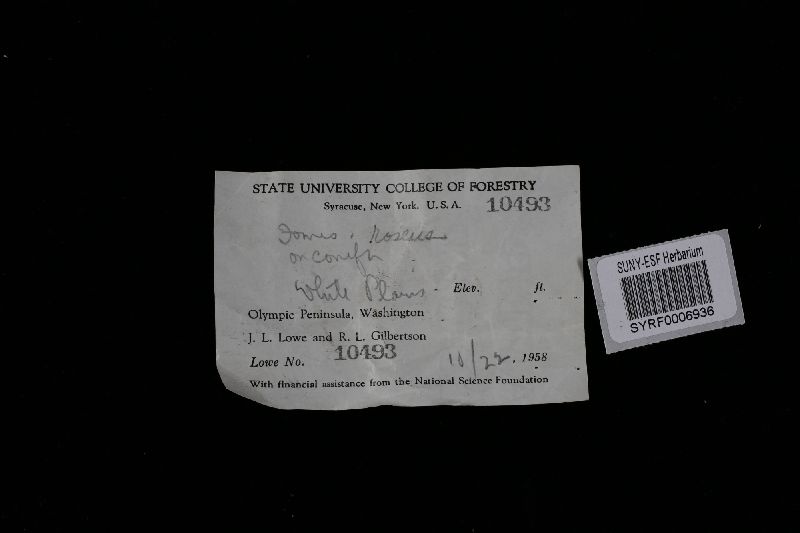 STATE UNIVERSITY COLLEGE OF FORESTRY
Syracuse, New York. U.S.A. 10493
Fomes roseus
on conifer
White Plains Elev. ft.
Olympic Peninsula, Washington
J. L. Lowe and R. L. Gilbertson
Lowe No. 10493 10/22, 1958
With financial assistance from the National Science Foundation
SUNY-ESF Herbarium
SYRF0006936